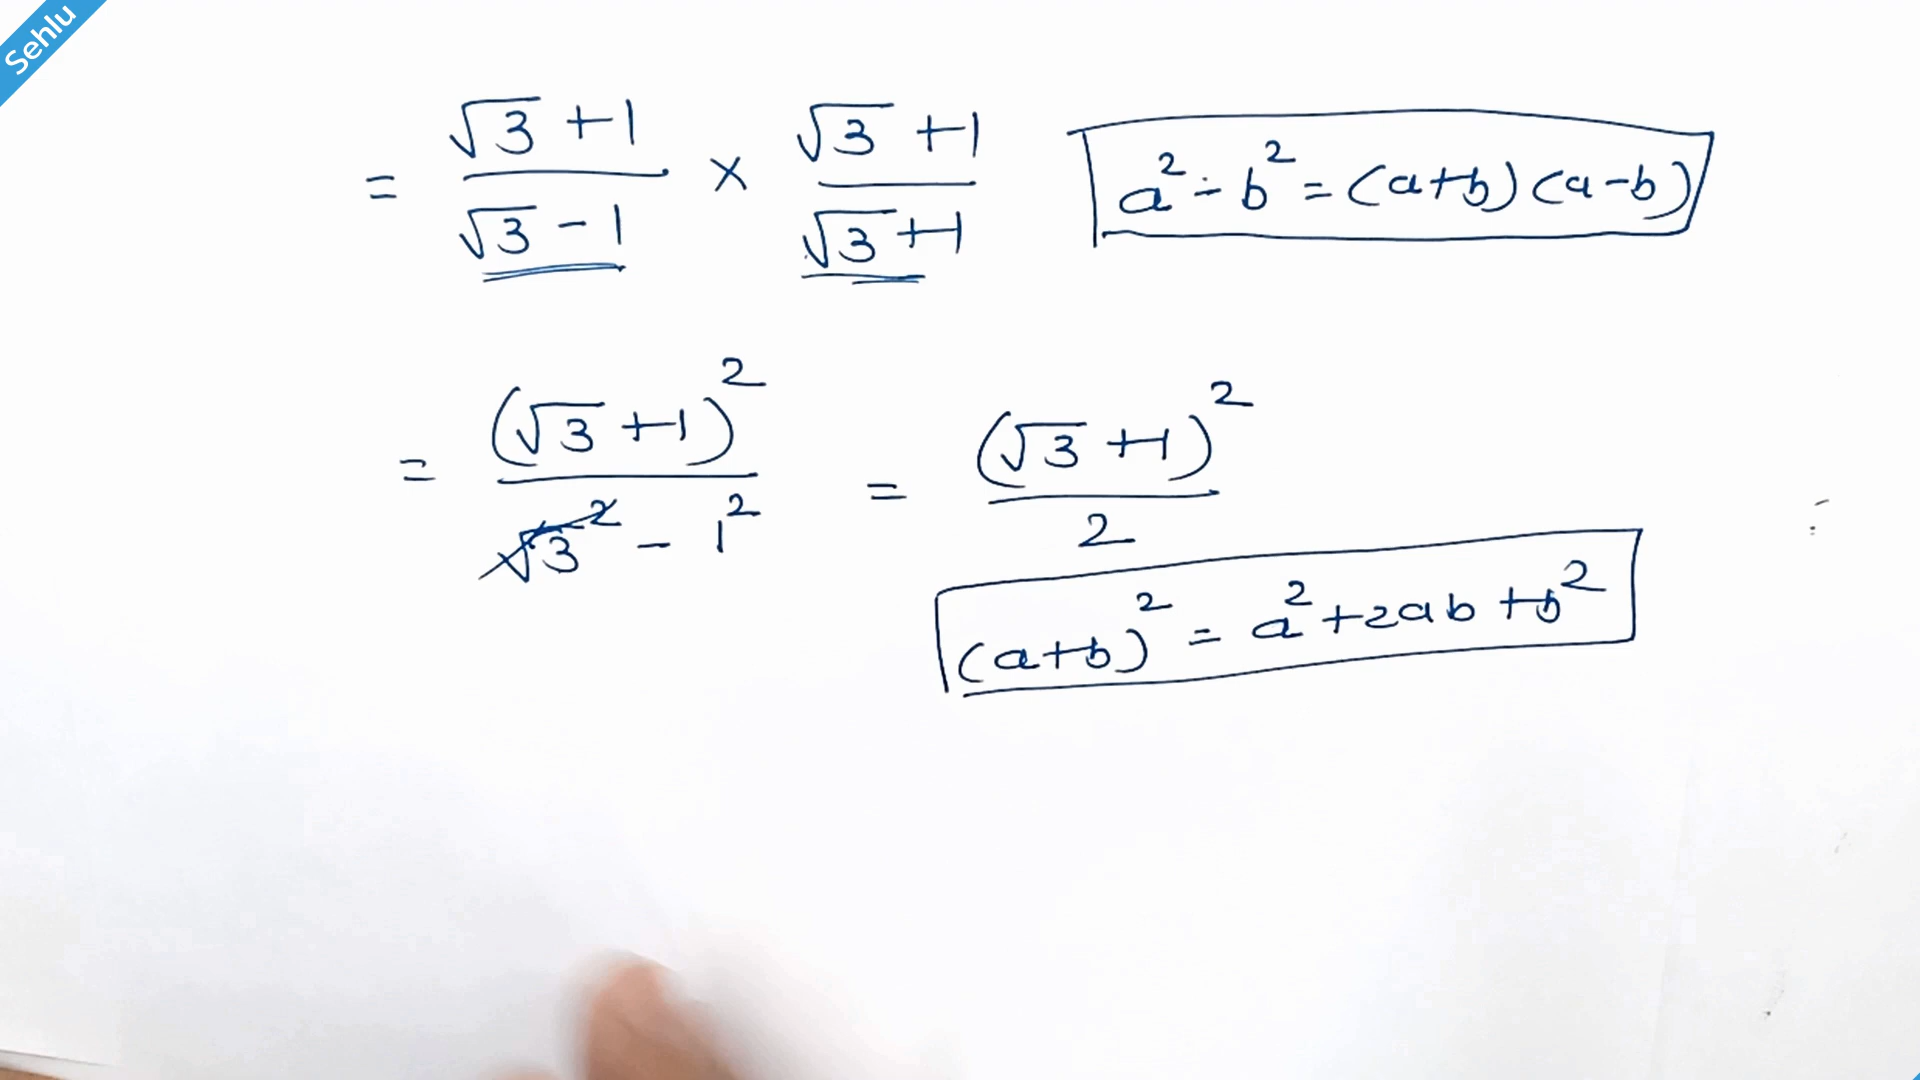 Sehlu
= (√3 + 1)/(√3 - 1) × (√3 + 1)/(√3 + 1)
a² - b² = (a+b)(a-b)
= (√3 + 1)²/(√3² - 1²) = (√3 + 1)²/2
(a+b)² = a² + 2ab + b²